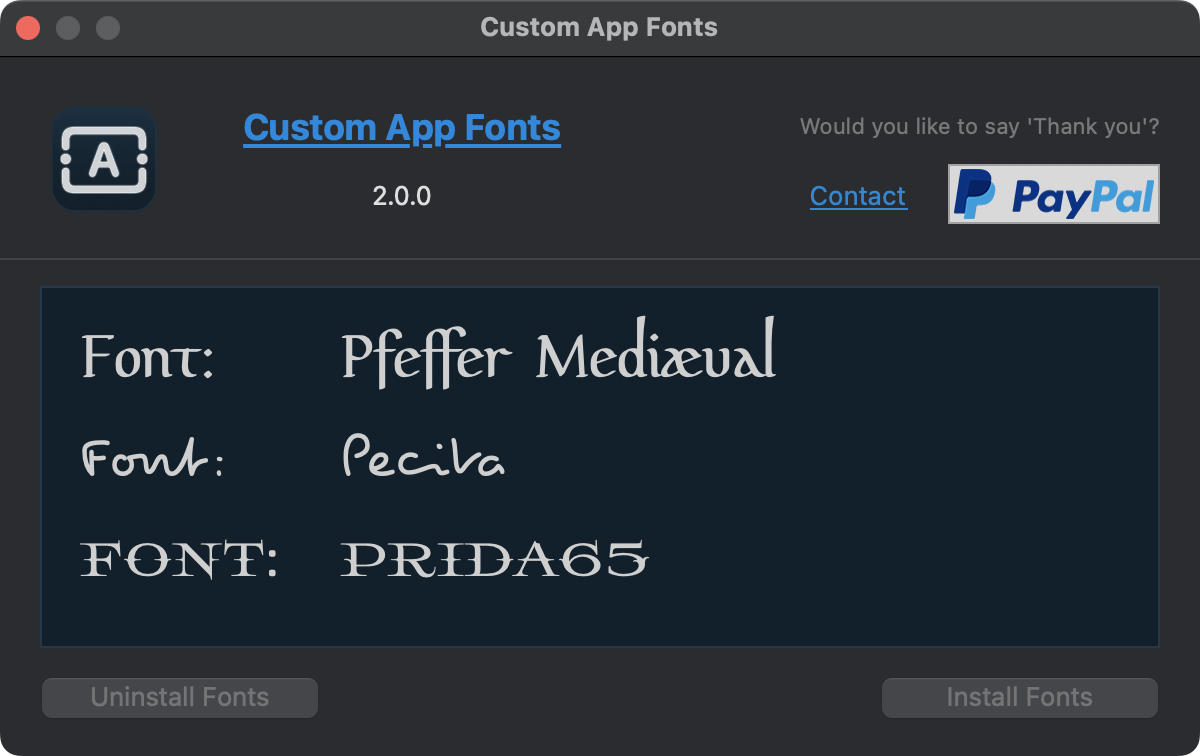 Custom App Fonts
A
Custom App Fonts
Would you like to say 'Thank you'?
2.0.0
Contact
PayPal
Font: Pfeffer Mediæval
Font: Pecita
FONT: PRIDA65
Uninstall Fonts
Install Fonts